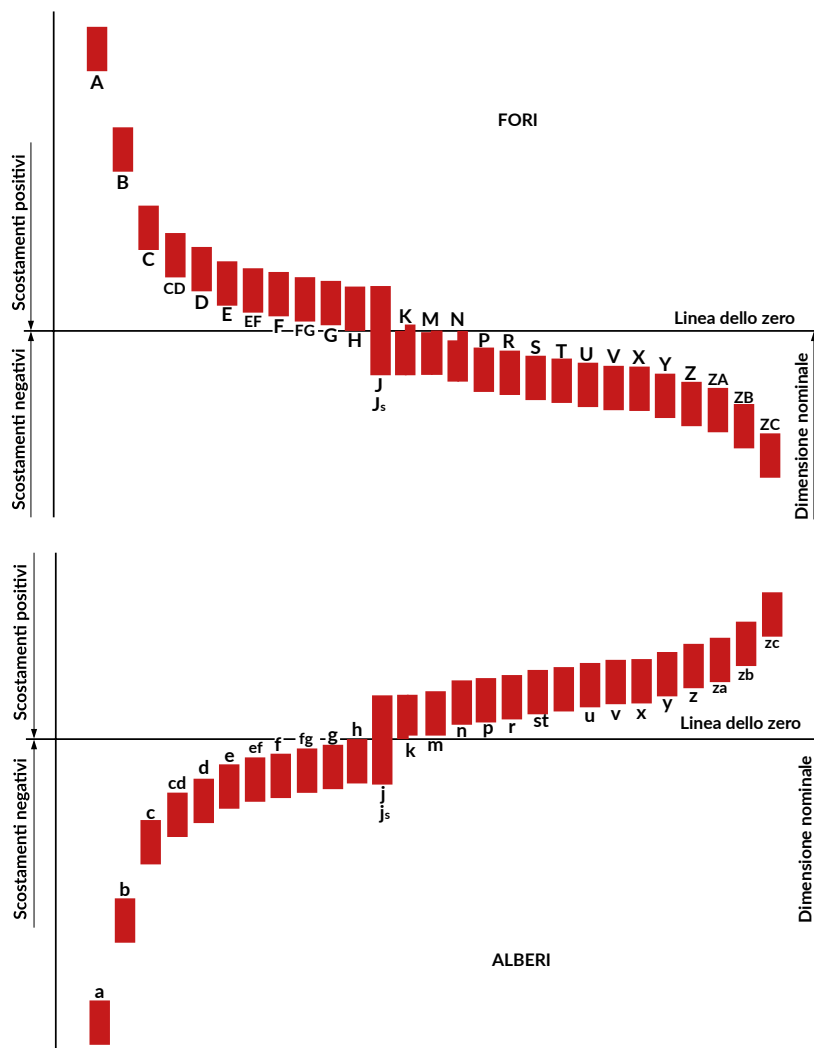 A
FORI
B
Scostamenti positivi
C
CD
D
E
EF
F
FG
G
H
K
M
N
Linea dello zero
P
R
S
T
U
V
X
Y
Z
ZA
ZB
ZC
J
Js
Scostamenti negativi
Dimensione nominale
Scostamenti positivi
zc
zb
za
z
y
x
v
u
st
r
p
n
m
k
Linea dello zero
h
g
fg
f
ef
e
d
cd
c
j
js
Scostamenti negativi
Dimensione nominale
b
ALBERI
a